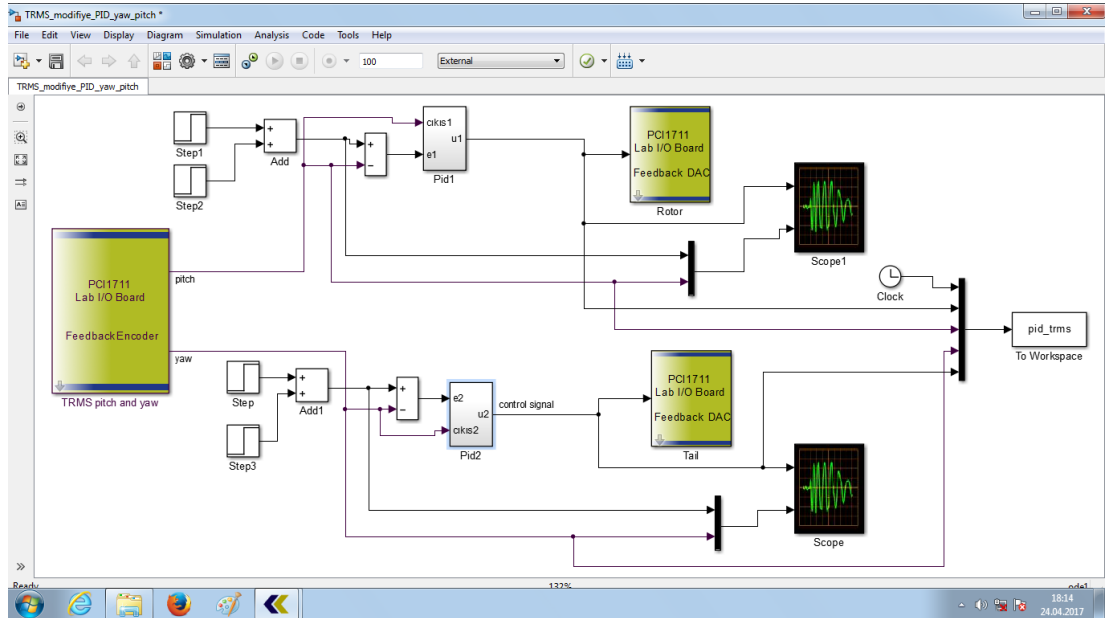 TRMS_modifiye_PID_yaw_pitch *
File Edit View Display Diagram Simulation Analysis Code Tools Help
100
External
TRMS_modifiye_PID_yaw_pitch
Step1
Step2
Add
cıkıs1
u1
e1
Pid1
PCI1711
Lab I/O Board
Feedback DAC
Rotor
Scope1
PCI1711
Lab I/O Board
FeedbackEncoder
TRMS pitch and yaw
pitch
yaw
Clock
pid_trms
To Workspace
Step
Step3
Add1
e2
u2
cıkıs2
Pid2
control signal
PCI1711
Lab I/O Board
Feedback DAC
Tail
Scope
Ready
132%
ode1
18:14
24.04.2017